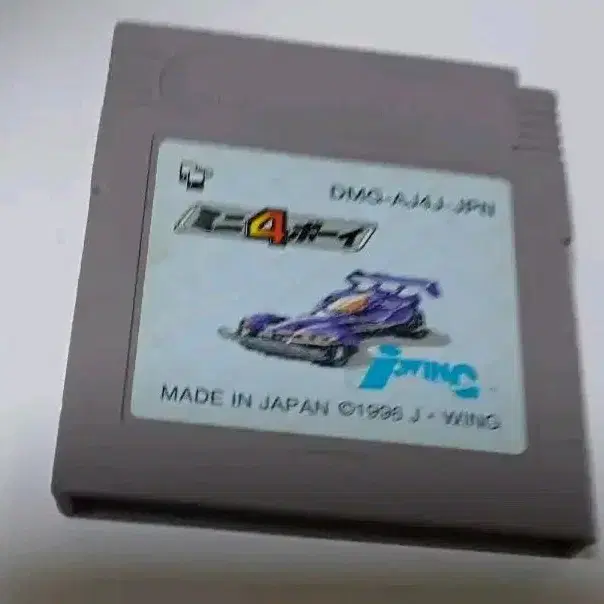 DMG-AJ4J-JPN
ミニ4ボーイ
j・WING
MADE IN JAPAN ©1996 J・WING